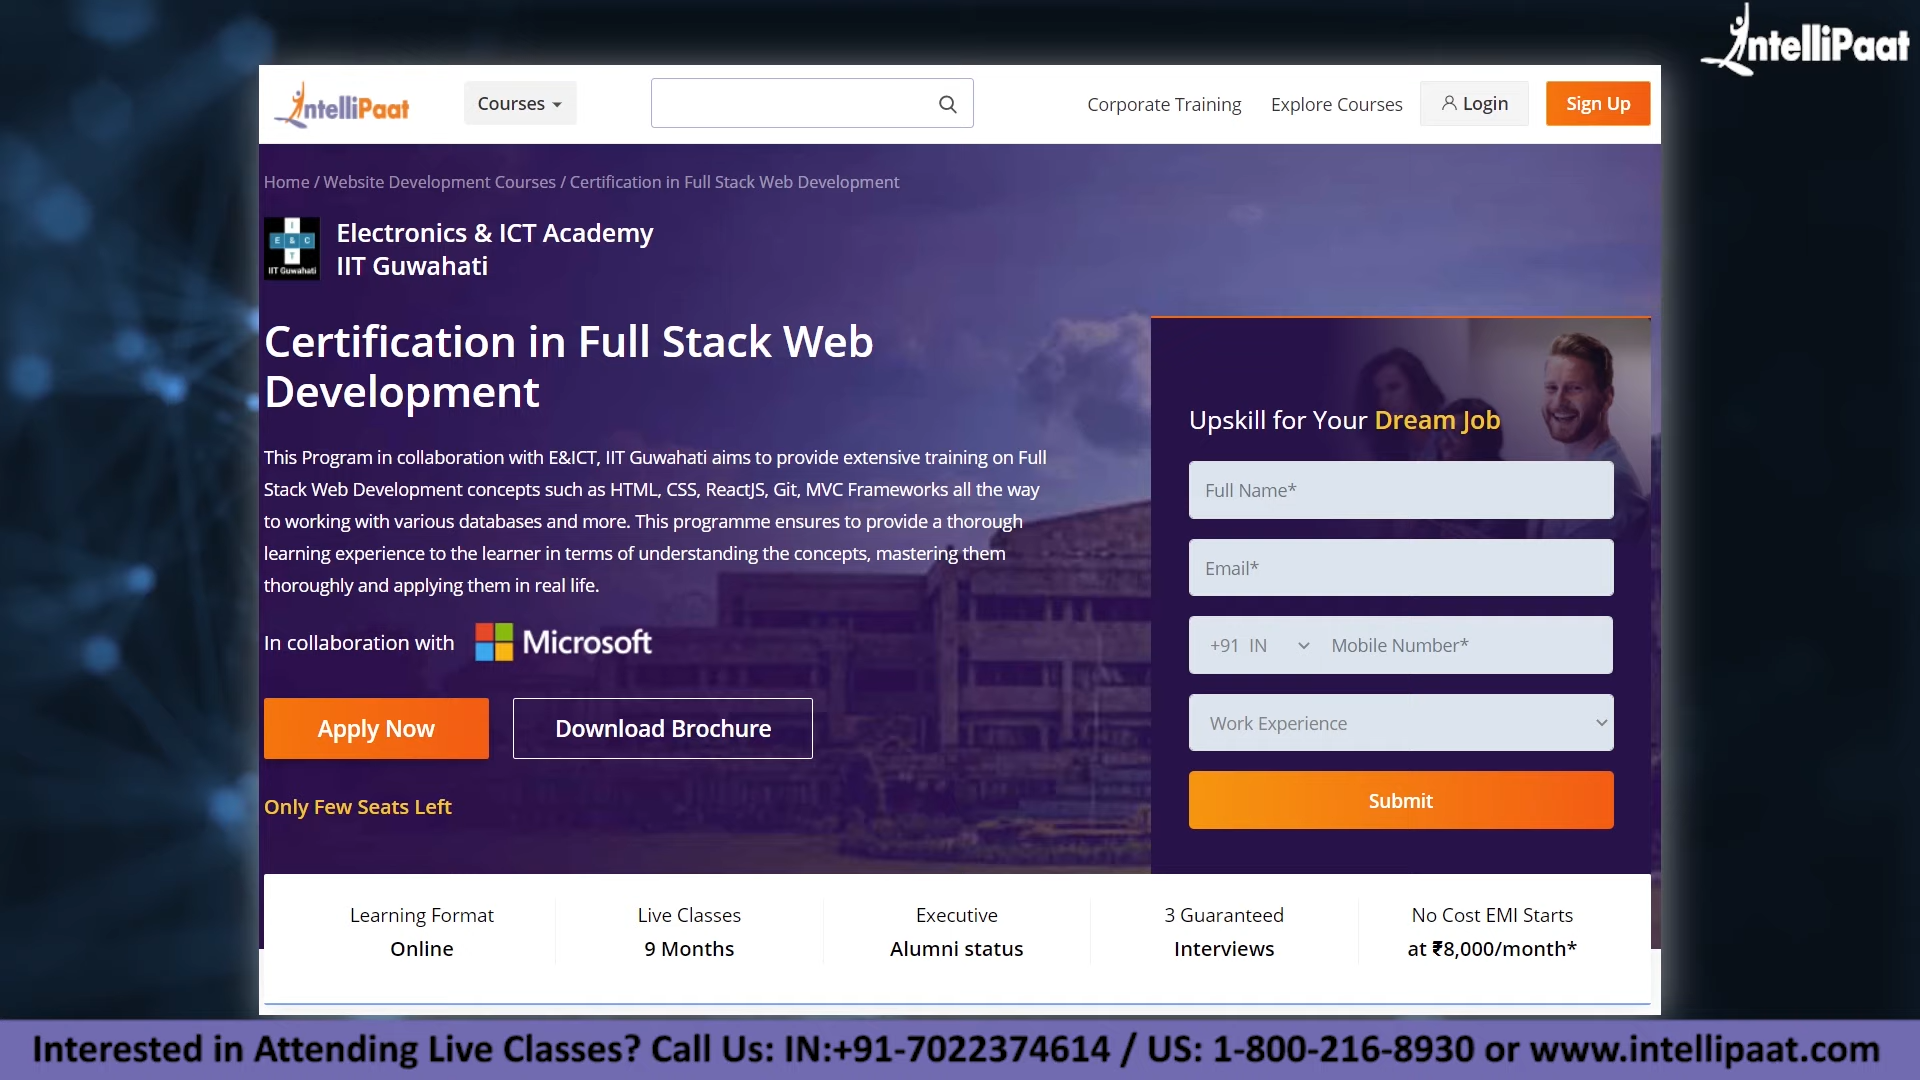 IntelliPaat
IntelliPaat
Courses
Corporate Training
Explore Courses
Login
Sign Up
Home / Website Development Courses / Certification in Full Stack Web Development
I
E & C
T
IIT Guwahati
Electronics & ICT Academy
IIT Guwahati
Certification in Full Stack Web
Development
This Program in collaboration with E&ICT, IIT Guwahati aims to provide extensive training on Full
Stack Web Development concepts such as HTML, CSS, ReactJS, Git, MVC Frameworks all the way
to working with various databases and more. This programme ensures to provide a thorough
learning experience to the learner in terms of understanding the concepts, mastering them
thoroughly and applying them in real life.
In collaboration with Microsoft
Apply Now
Download Brochure
Only Few Seats Left
Upskill for Your Dream Job
Full Name*
Email*
+91 IN Mobile Number*
Work Experience
Submit
Learning Format
Online
Live Classes
9 Months
Executive
Alumni status
3 Guaranteed
Interviews
No Cost EMI Starts
at ₹8,000/month*
Interested in Attending Live Classes? Call Us: IN:+91-7022374614 / US: 1-800-216-8930 or www.intellipaat.com